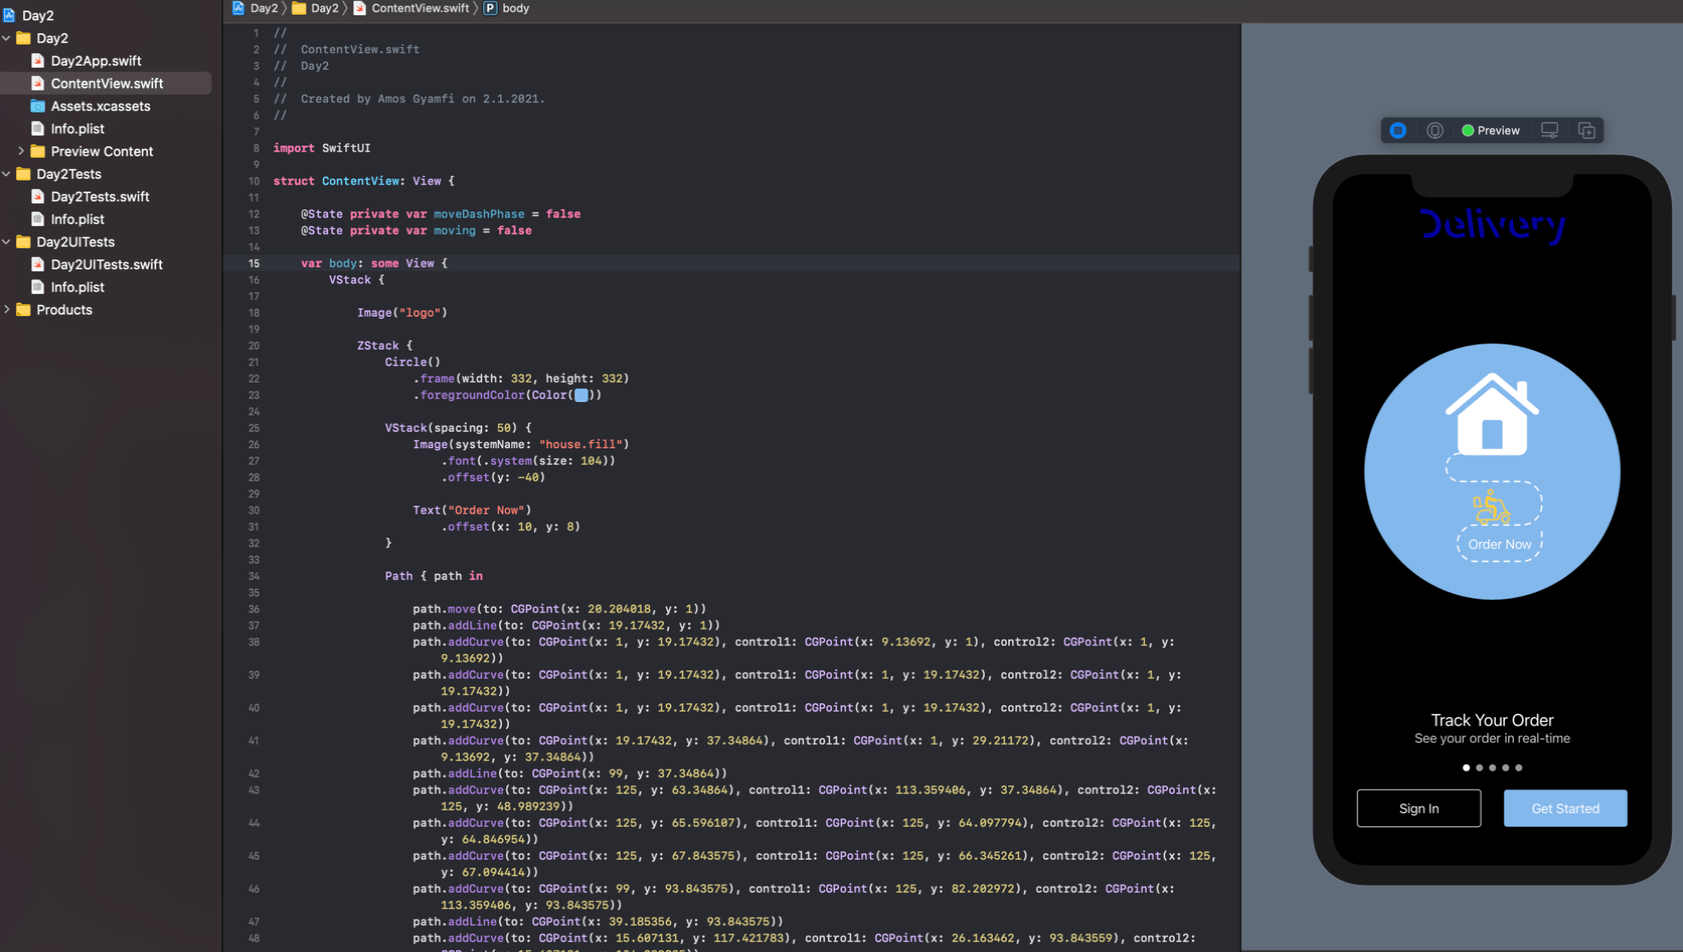 Day2
Day2
Day2App.swift
ContentView.swift
Assets.xcassets
Info.plist
Preview Content
Day2Tests
Day2Tests.swift
Info.plist
Day2UITests
Day2UITests.swift
Info.plist
Products
Day2 〉 Day2 〉 ContentView.swift 〉 P body
1 //
2 //  ContentView.swift
3 //  Day2
4 //
5 //  Created by Amos Gyamfi on 2.1.2021.
6 //
7
8 import SwiftUI
9
10 struct ContentView: View {
11
12 @State private var moveDashPhase = false
13 @State private var moving = false
14
15 var body: some View {
16 VStack {
17
18 Image("logo")
19
20 ZStack {
21 Circle()
22 .frame(width: 332, height: 332)
23 .foregroundColor(Color( ))
24
25 VStack(spacing: 50) {
26 Image(systemName: "house.fill")
27 .font(.system(size: 104))
28 .offset(y: -40)
29
30 Text("Order Now")
31 .offset(x: 10, y: 8)
32 }
33
34 Path { path in
35
36 path.move(to: CGPoint(x: 20.204018, y: 1))
37 path.addLine(to: CGPoint(x: 19.17432, y: 1))
38 path.addCurve(to: CGPoint(x: 1, y: 19.17432), control1: CGPoint(x: 9.13692, y: 1), control2: CGPoint(x: 1, y:
9.13692))
39 path.addCurve(to: CGPoint(x: 1, y: 19.17432), control1: CGPoint(x: 1, y: 19.17432), control2: CGPoint(x: 1, y:
19.17432))
40 path.addCurve(to: CGPoint(x: 1, y: 19.17432), control1: CGPoint(x: 1, y: 19.17432), control2: CGPoint(x: 1, y:
19.17432))
41 path.addCurve(to: CGPoint(x: 19.17432, y: 37.34864), control1: CGPoint(x: 1, y: 29.21172), control2: CGPoint(x:
9.13692, y: 37.34864))
42 path.addLine(to: CGPoint(x: 99, y: 37.34864))
43 path.addCurve(to: CGPoint(x: 125, y: 63.34864), control1: CGPoint(x: 113.359406, y: 37.34864), control2: CGPoint(x:
125, y: 48.989239))
44 path.addCurve(to: CGPoint(x: 125, y: 65.596107), control1: CGPoint(x: 125, y: 64.097794), control2: CGPoint(x: 125,
y: 64.846954))
45 path.addCurve(to: CGPoint(x: 125, y: 67.843575), control1: CGPoint(x: 125, y: 66.345261), control2: CGPoint(x: 125,
y: 67.094414))
46 path.addCurve(to: CGPoint(x: 99, y: 93.843575), control1: CGPoint(x: 125, y: 82.202972), control2: CGPoint(x:
113.359406, y: 93.843575))
47 path.addLine(to: CGPoint(x: 39.185356, y: 93.843575))
48 path.addCurve(to: CGPoint(x: 15.607131, y: 117.421783), control1: CGPoint(x: 26.163462, y: 93.843559), control2:
Preview
Delivery
Order Now
Track Your Order
See your order in real-time
Sign In
Get Started